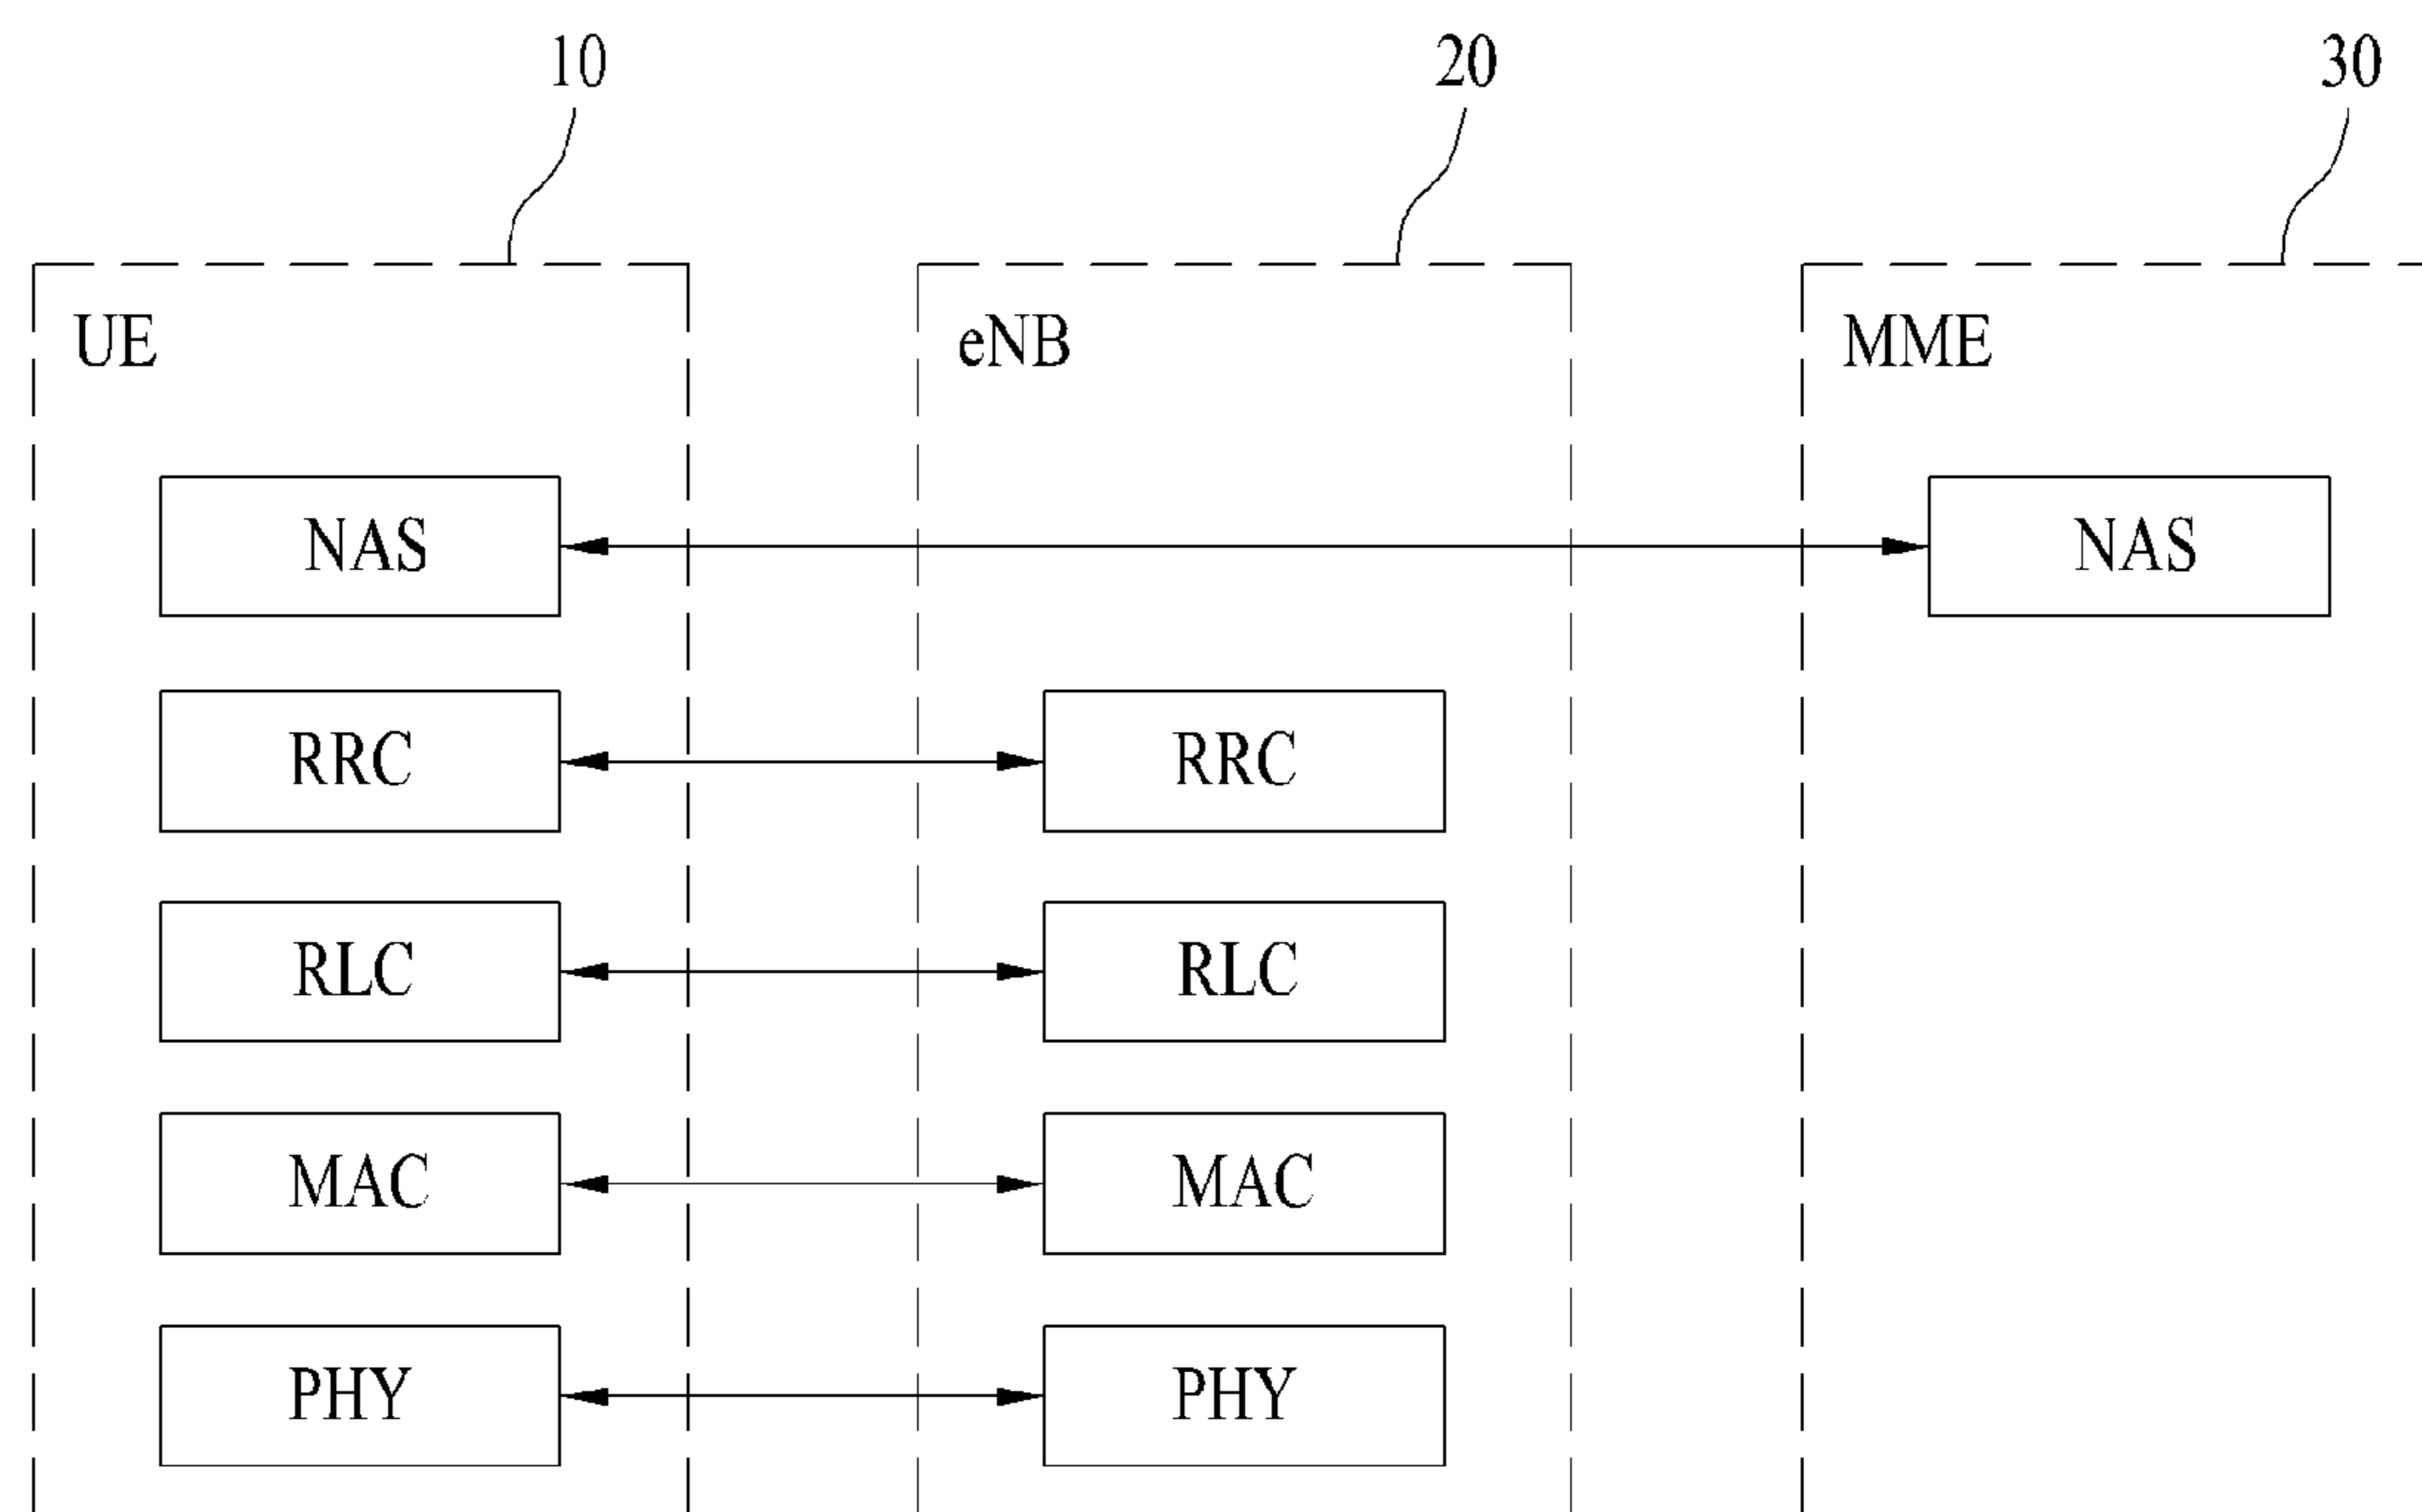 10 20 30
UE eNB MME
NAS NAS
RRC RRC
RLC RLC
MAC MAC
PHY PHY